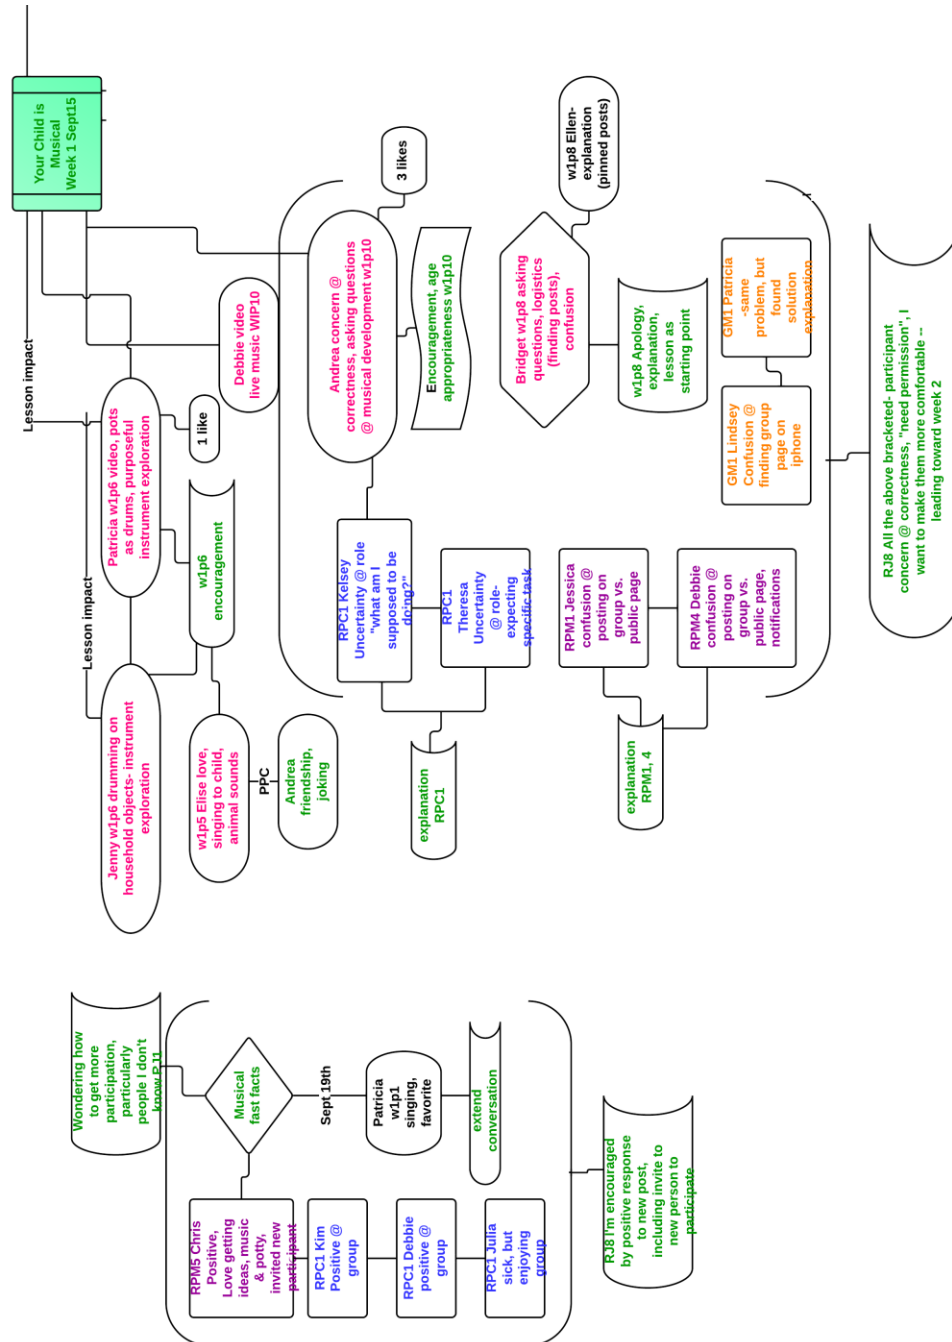 Your Child is
Musical
Week 1 Sept15
Lesson impact
Lesson impact
Patricia w1p6 video, pots
as drums, purposeful
instrument exploration
1 like
Debbie video
live music WIP10
Jenny w1p6 drumming on
household objects- instrument
exploration
w1p6
encouragement
w1p5 Elise love,
singing to child,
animal sounds
PPC
Andrea
friendship,
joking
Andrea concern @
correctness, asking questions
@ musical development w1p10
3 likes
Encouragement, age
appropriateness w1p10
RPC1 Kelsey
Uncertainty @ role
"what am I
supposed to be
doing?"
RPC1
Theresa
Uncertainty
@ role-
expecting
specific task
explanation
RPC1
Bridget w1p8 asking
questions, logistics
(finding posts),
confusion
w1p8 Ellen-
explanation
(pinned posts)
w1p8 Apology,
explanation,
lesson as
starting point
RPM1 Jessica
confusion @
posting on
group vs.
public page
RPM4 Debbie
confusion @
posting on
group vs.
public page,
notifications
explanation
RPM1, 4
GM1 Patricia
-same
problem, but
found
solution
explanation
GM1 Lindsey
Confusion @
finding group
page on
iphone
RJ8 All the above bracketed- participant
concern @ correctness, "need permission", I
want to make them more comfortable --
leading toward week 2
Wondering how
to get more
participation,
particularly
people I don't
know P.11
Musical
fast facts
Sept 19th
Patricia
w1p1
singing,
favorite
extend
conversation
RPM5 Chris
Positive,
Love getting
ideas, music
& potty,
invited new
participant
RPC1 Kim
Positive @
group
RPC1 Debbie
positive @
group
RPC1 Julia
sick, but
enjoying
group
RJ8 I'm encouraged
by positive response
to new post,
including invite to
new person to
participate